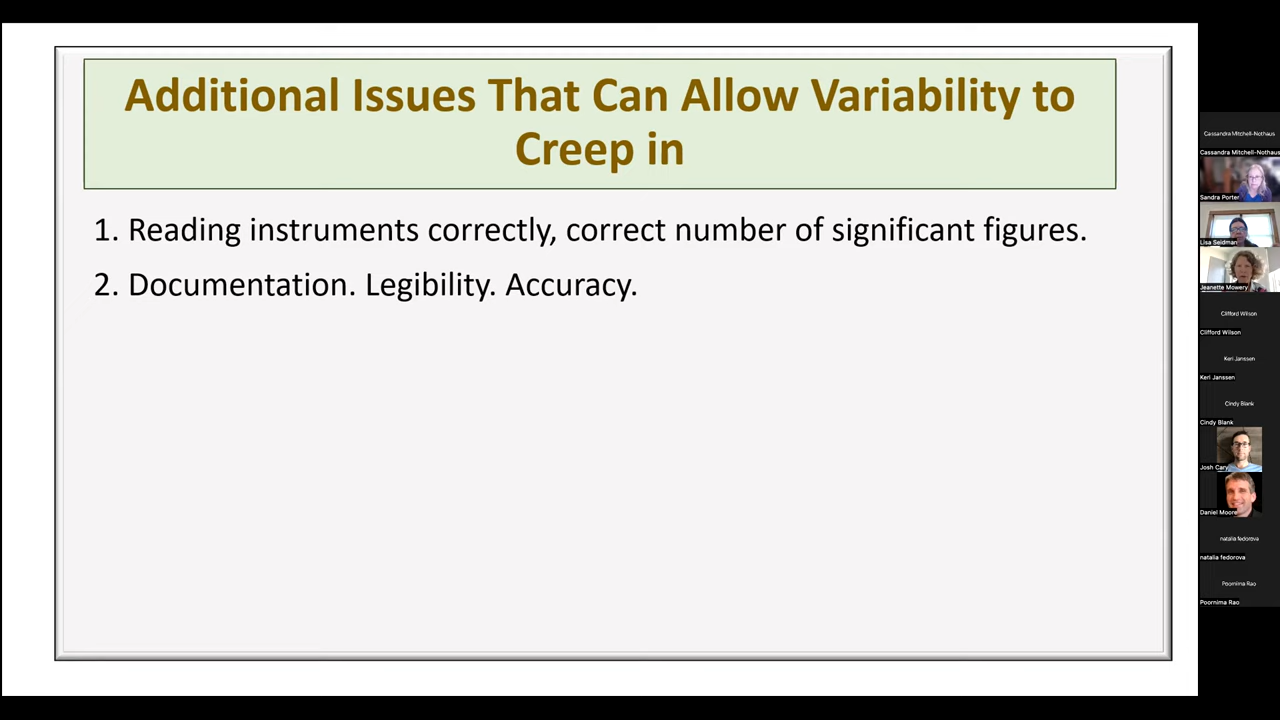 Additional Issues That Can Allow Variability to
Creep in
1. Reading instruments correctly, correct number of significant figures.
2. Documentation. Legibility. Accuracy.
Cassandra Mitchell-Nothaus
Cassandra Mitchell-Nothaus
Sandra Porter
Lisa Seidman
Jeanette Mowery
Clifford Wilson
Clifford Wilson
Keri Janssen
Keri Janssen
Cindy Blank
Cindy Blank
Josh Cary
Daniel Moore
natalia fedorova
natalia fedorova
Poornima Rao
Poornima Rao